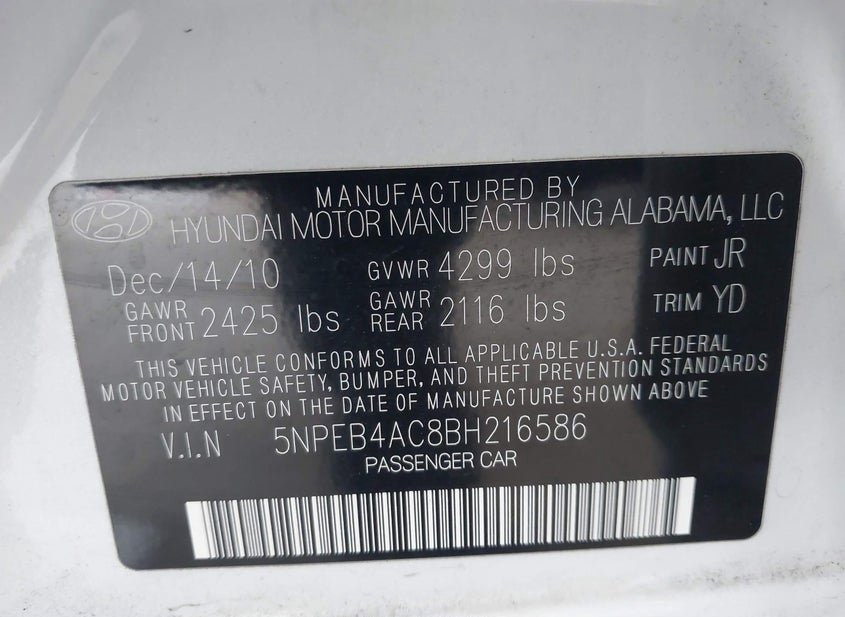 MANUFACTURED BY
HYUNDAI MOTOR MANUFACTURING ALABAMA, LLC
Dec/14/10 GVWR 4299 lbs PAINT JR
GAWR FRONT 2425 lbs GAWR REAR 2116 lbs TRIM YD
THIS VEHICLE CONFORMS TO ALL APPLICABLE U.S.A. FEDERAL
MOTOR VEHICLE SAFETY, BUMPER, AND THEFT PREVENTION STANDARDS
IN EFFECT ON THE DATE OF MANUFACTURE SHOWN ABOVE
V.I.N 5NPEB4AC8BH216586
PASSENGER CAR